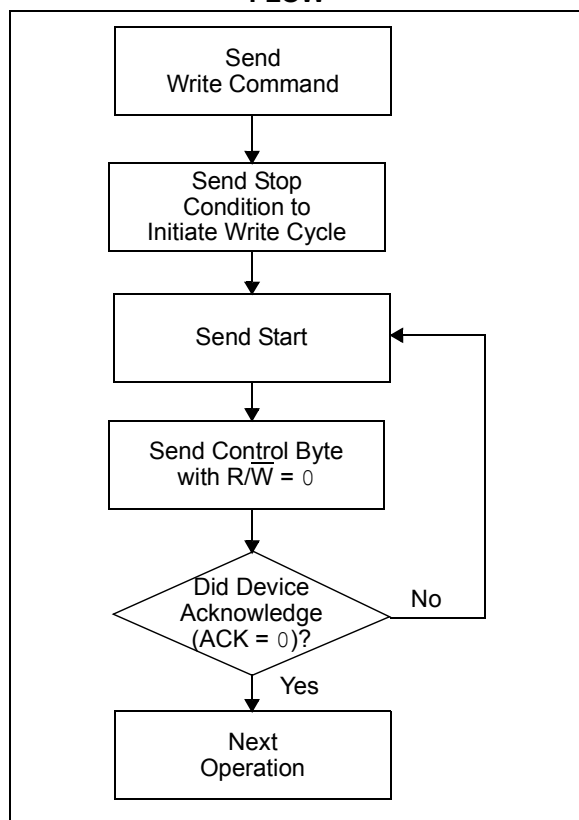 FLOW
Send
Write Command
Send Stop
Condition to
Initiate Write Cycle
Send Start
Send Control Byte
with R/W̅ = 0
Did Device
Acknowledge
(ACK = 0)?
No
Yes
Next
Operation